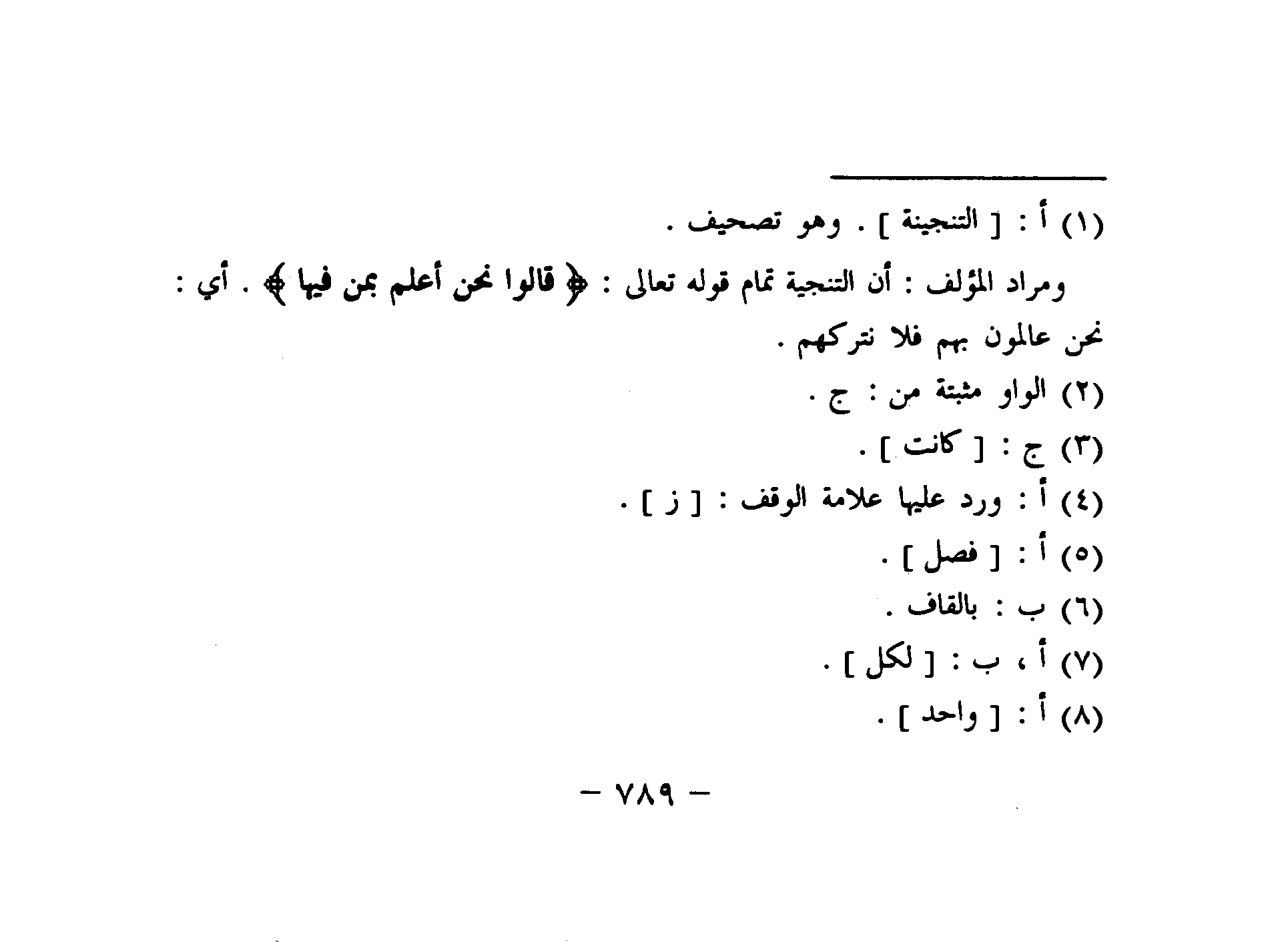 (١) أ : [ التنجينة ] . وهو تصحيف .
ومراد المؤلف : أن التنجية تمام قوله تعالى : ﴿ قالوا نحن أعلم بمن فيها ﴾ . أي :
نحن عالمون بهم فلا نتركهم .
(٢) الواو مثبتة من : ج .
(٣) ج : [ كانت ] .
(٤) أ : ورد عليها علامة الوقف : [ ز ] .
(٥) أ : [ فصل ] .
(٦) ب : بالقاف .
(٧) أ ، ب : [ لكل ] .
(٨) أ : [ واحد ] .
– ٧٨٩ –